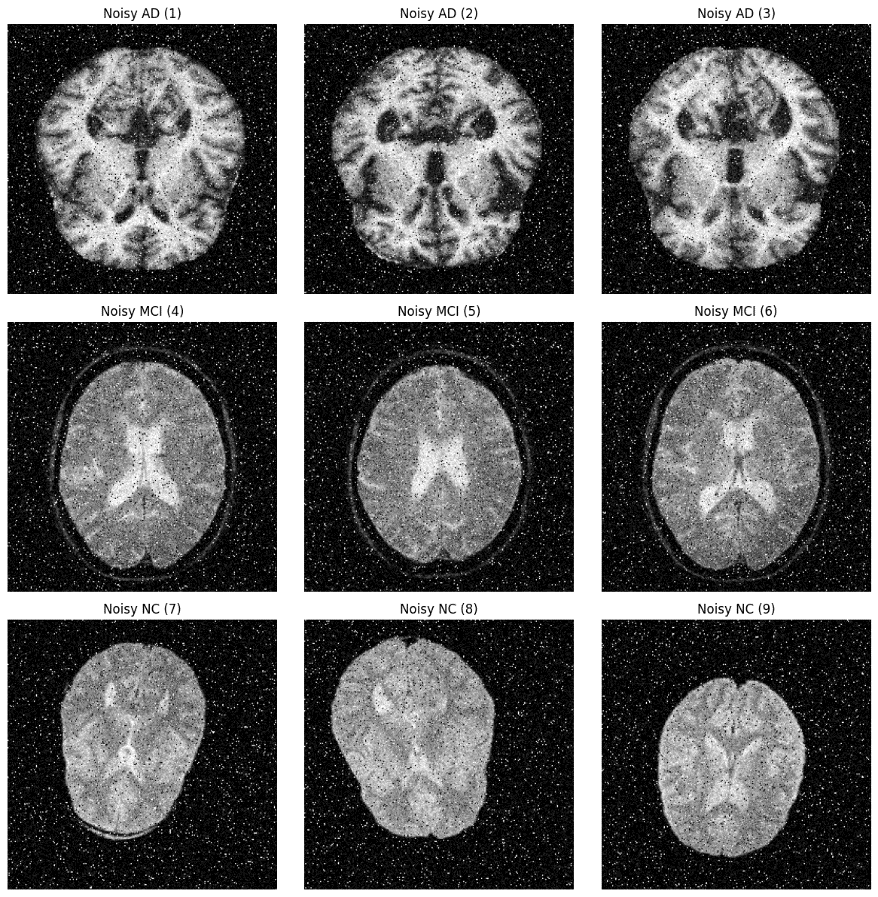 Noisy AD (1)
Noisy AD (2)
Noisy AD (3)
Noisy MCI (4)
Noisy MCI (5)
Noisy MCI (6)
Noisy NC (7)
Noisy NC (8)
Noisy NC (9)